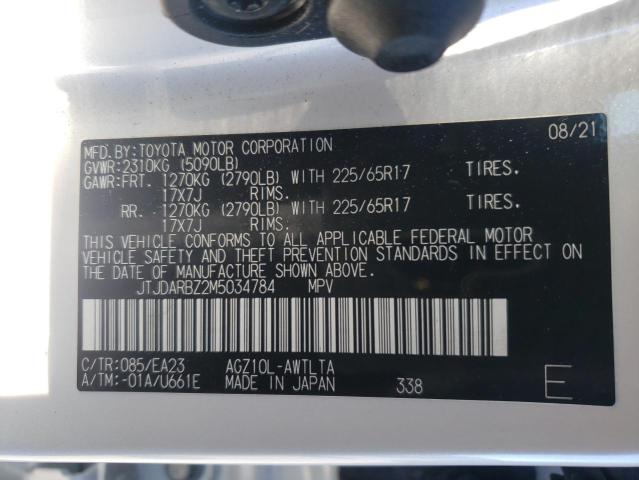 MFD.BY:TOYOTA MOTOR CORPORATION 08/21
GVWR:2310KG (5090LB)
GAWR:FRT. 1270KG (2790LB) WITH 225/65R17 TIRES.
17X7J RIMS.
RR. 1270KG (2790LB) WITH 225/65R17 TIRES.
17X7J RIMS.
THIS VEHICLE CONFORMS TO ALL APPLICABLE FEDERAL MOTOR
VEHICLE SAFETY AND THEFT PREVENTION STANDARDS IN EFFECT ON
THE DATE OF MANUFACTURE SHOWN ABOVE.
JTJDARBZ2M5034784 MPV
C/TR:085/EA23 AGZ10L-AWTLTA
A/TM:-01A/U661E MADE IN JAPAN 338 E